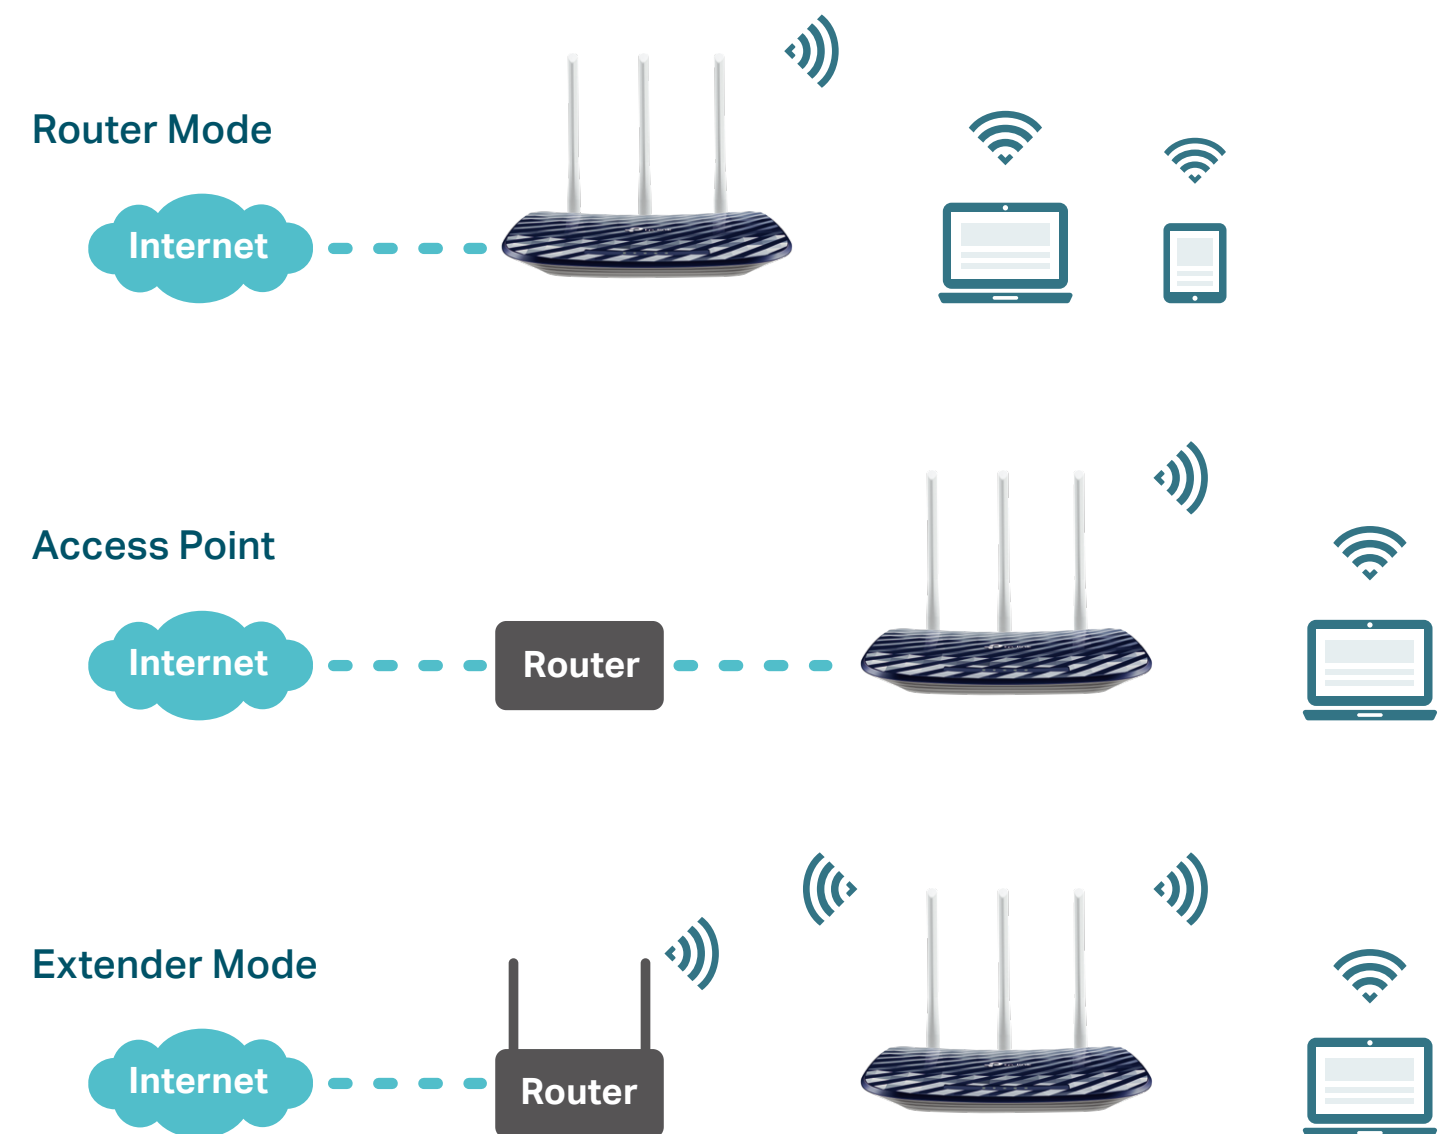 Router Mode
Internet
Access Point
Internet
Router
Extender Mode
Internet
Router